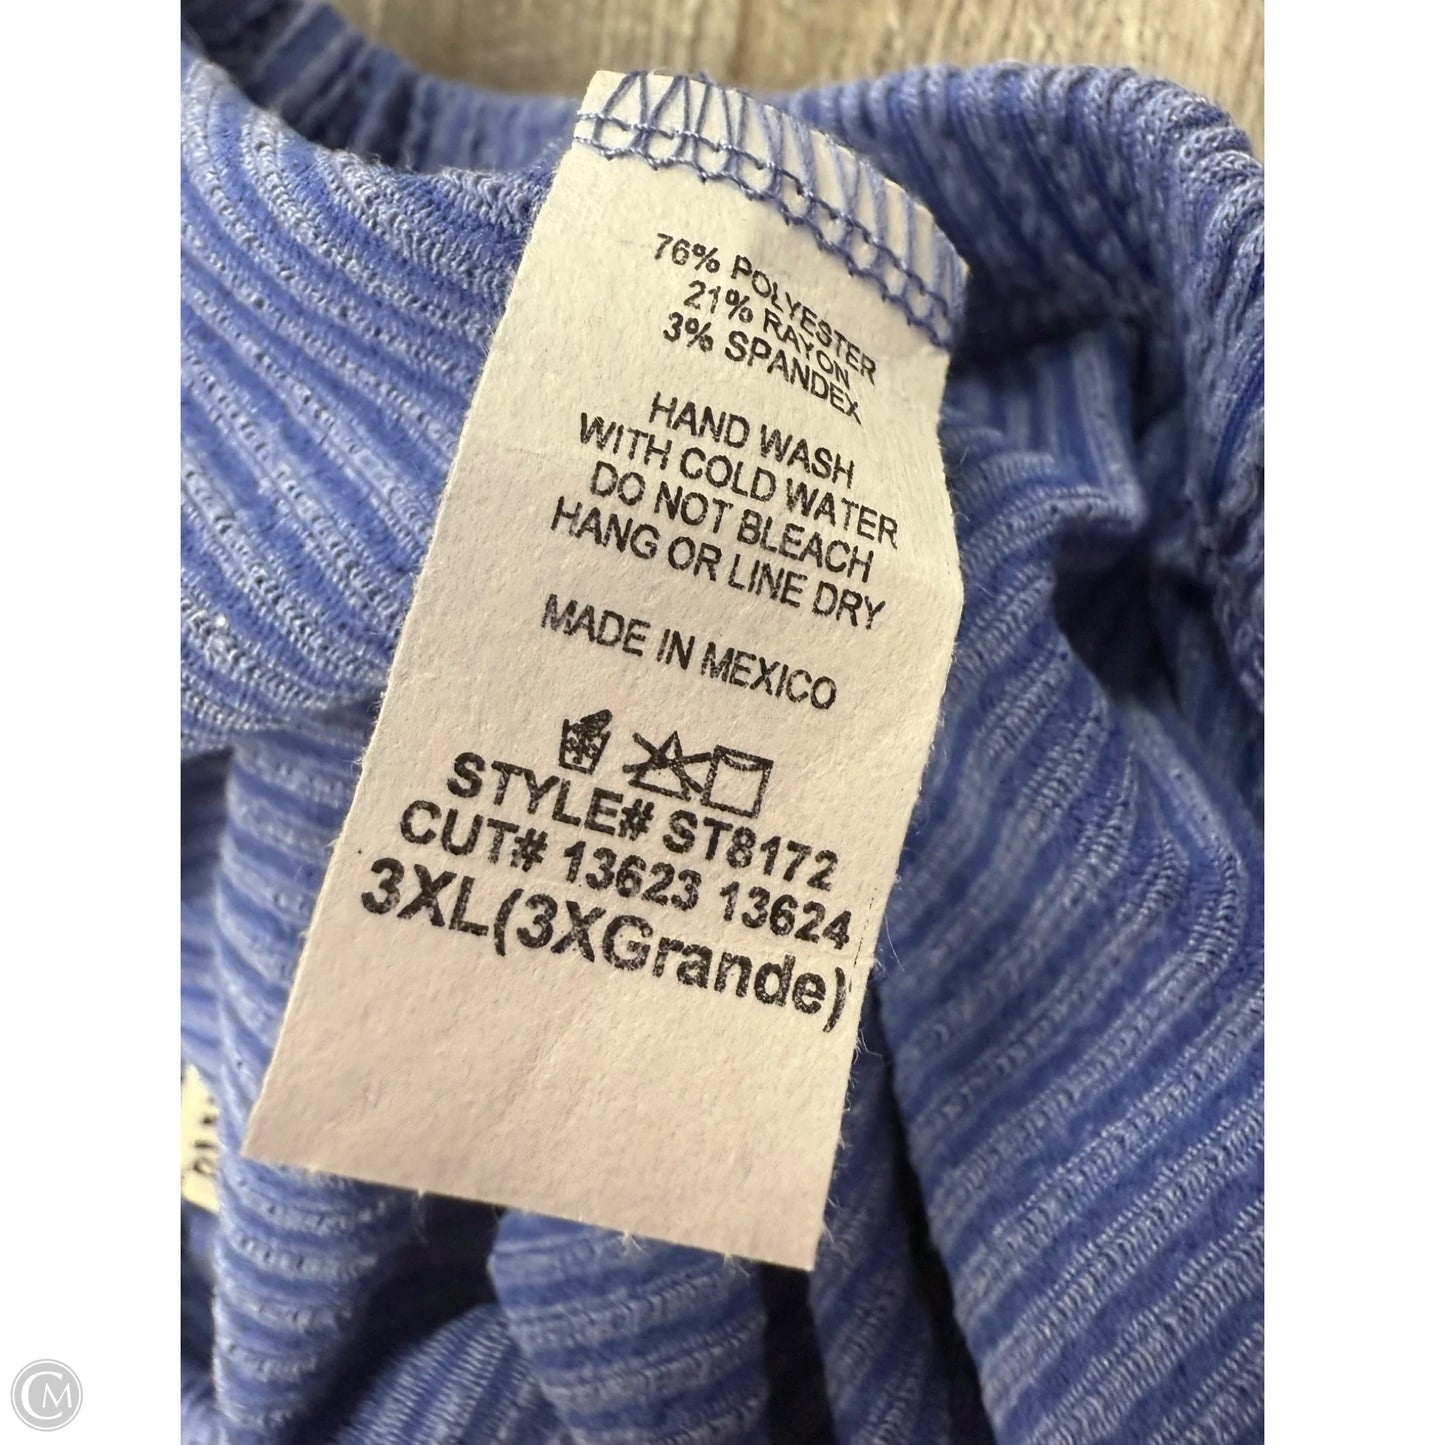 76% POLYESTER
21% RAYON
3% SPANDEX
HAND WASH
WITH COLD WATER
DO NOT BLEACH
HANG OR LINE DRY
MADE IN MEXICO
STYLE# ST8172
CUT# 13623 13624
3XL(3XGrande)
CM